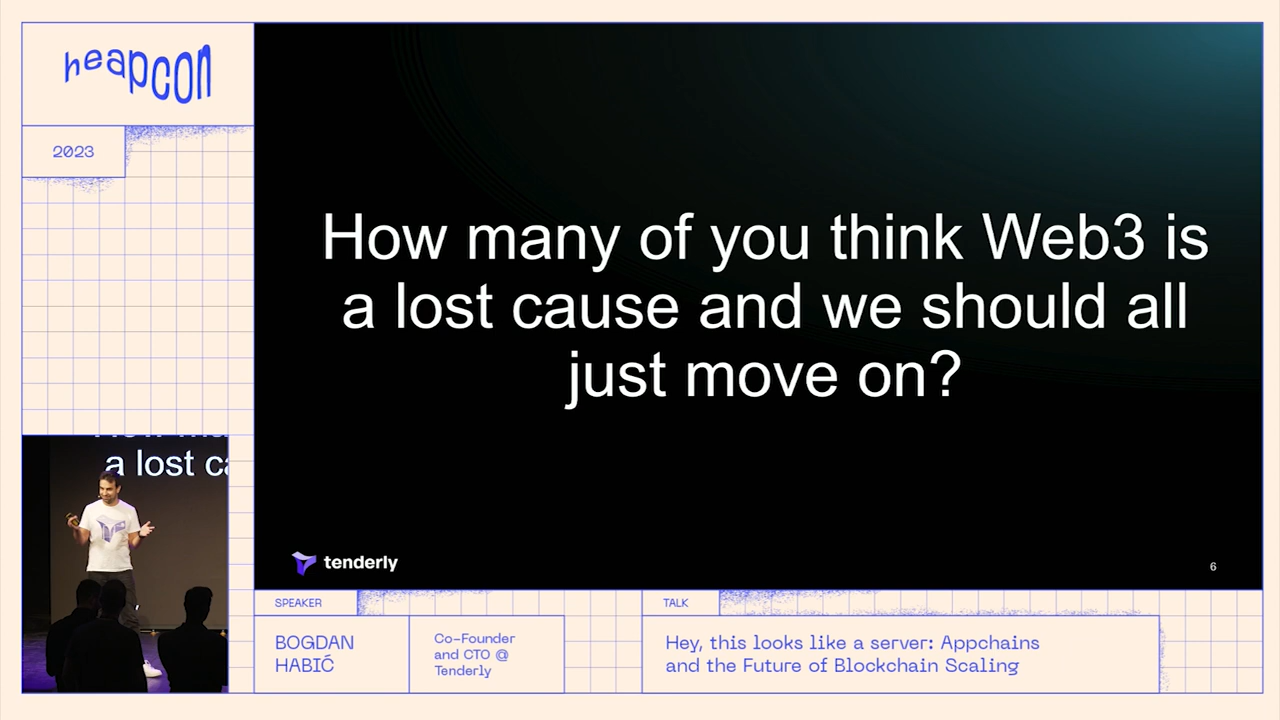 heapcon
2023
How many of you think Web3 is
a lost cause and we should all
just move on?
a lost ca
tenderly
6
SPEAKER
BOGDAN
HABIĆ
Co-Founder
and CTO @
Tenderly
TALK
Hey, this looks like a server: Appchains
and the Future of Blockchain Scaling